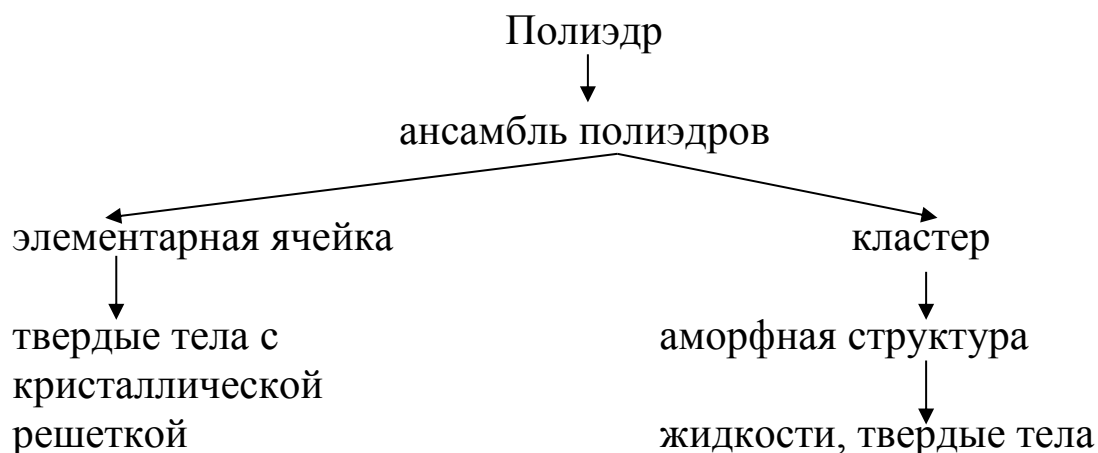 Полиэдр
ансамбль полиэдров
элементарная ячейка
кластер
твердые тела с
кристаллической
решеткой
аморфная структура
жидкости, твердые тела